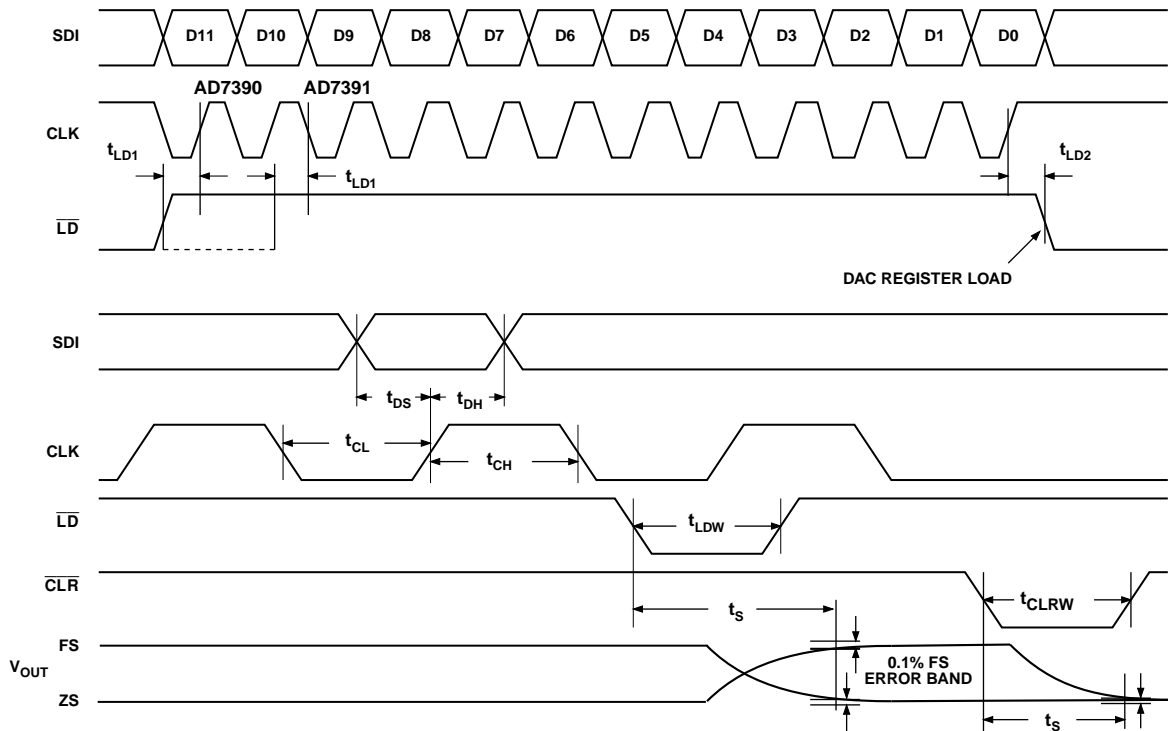 SDI D11 D10 D9 D8 D7 D6 D5 D4 D3 D2 D1 D0
AD7390 AD7391
CLK
tLD1 tLD2
tLD1
LD
DAC REGISTER LOAD
SDI
tDS tDH
CLK tCL
tCH
LD
tLDW
CLR
tCLRW
tS
FS
VOUT 0.1% FS
ERROR BAND
ZS
tS